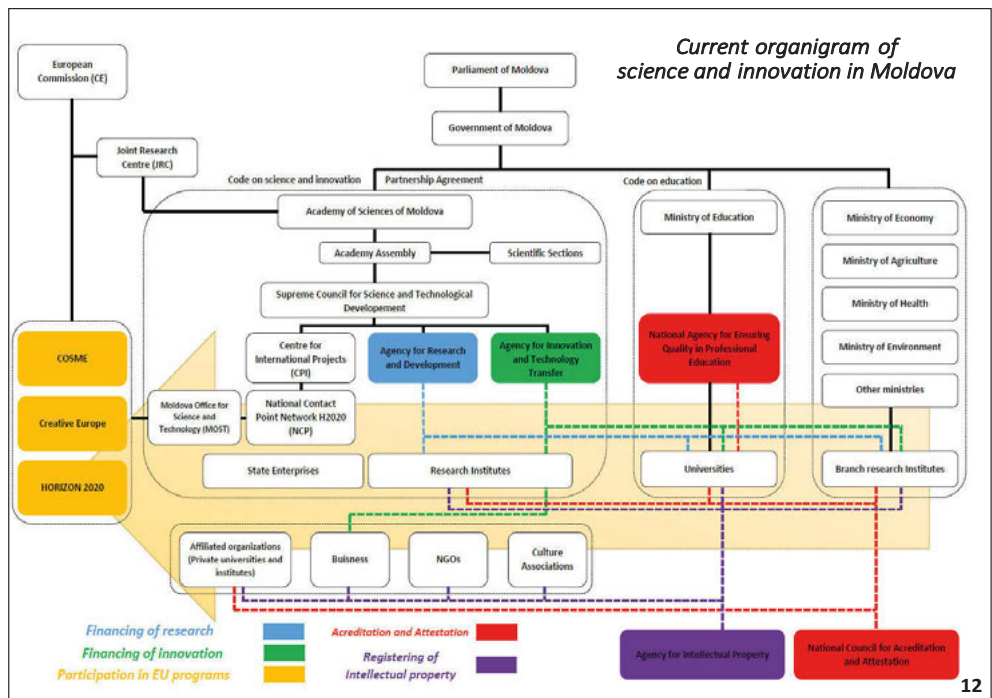 Current organigram of
science and innovation in Moldova
European
Commission (CE)
Parliament of Moldova
Government of Moldova
Joint Research
Centre (JRC)
Code on science and innovation
Partnership Agreement
Code on education
Academy of Sciences of Moldova
Ministry of Education
Ministry of Economy
Academy Assembly
Scientific Sections
Ministry of Agriculture
Supreme Council for Science and Technological
Developement
Ministry of Health
COSME
Centre for
International Projects
(CPI)
Agency for Research
and Development
Agency for Innovation
and Technology
Transfer
National Agency for Ensuring
Quality in Professional
Education
Ministry of Environment
Other ministries
Creative Europe
Moldova Office for
Science and
Technology (MOST)
National Contact
Point Network H2020
(NCP)
HORIZON 2020
State Enterprises
Research Institutes
Universities
Branch research Institutes
Affiliated organizations
(Private universities and
institutes)
Buisness
NGOs
Culture
Associations
Financing of research
Financing of innovation
Participation in EU programs
Acreditation and Attestation
Registering of
Intellectual property
Agency for Intellectual Property
National Council for Acreditation
and Attestation
12